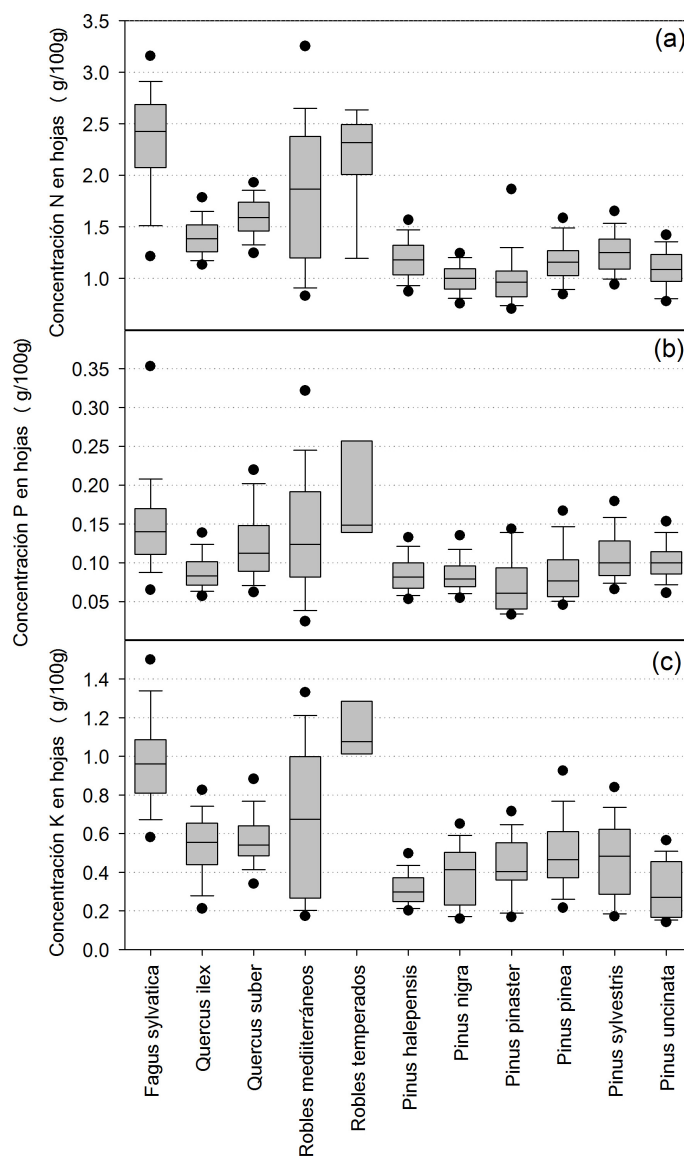 (a)
Concentración N en hojas ( g/100g)
3.5
3.0
2.5
2.0
1.5
1.0
(b)
Concentración P en hojas ( g/100g)
0.35
0.30
0.25
0.20
0.15
0.10
0.05
(c)
Concentración K en hojas ( g/100g)
1.4
1.2
1.0
0.8
0.6
0.4
0.2
0.0
Fagus sylvatica
Quercus ilex
Quercus suber
Robles mediiterráneos
Robles temperados
Pinus halepensis
Pinus nigra
Pinus pinaster
Pinus pinea
Pinus sylvestris
Pinus uncinata